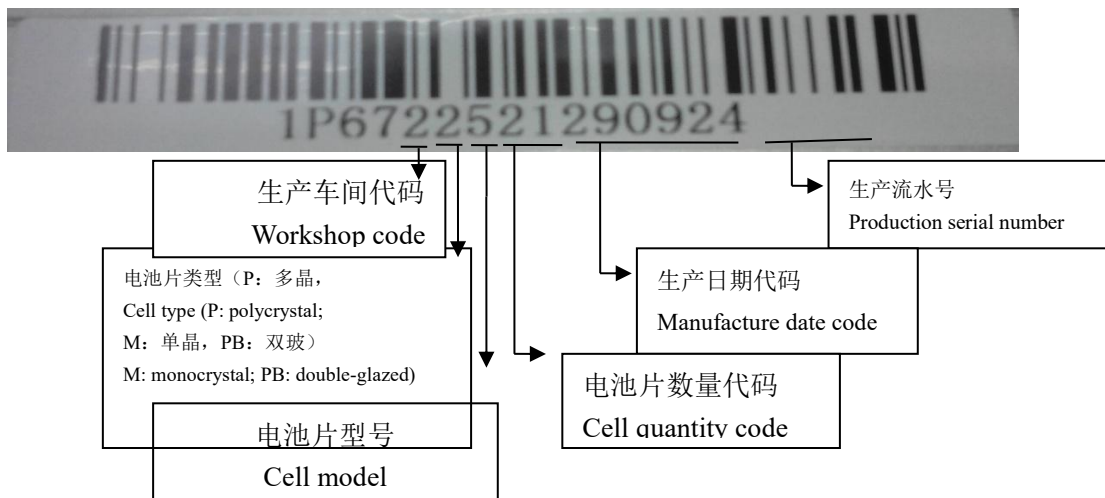 1P6722521290924
生产车间代码
Workshop code
电池片类型（P：多晶，
Cell type (P: polycrystal;
M：单晶，PB：双玻）
M: monocrystal; PB: double-glazed)
电池片型号
Cell model
电池片数量代码
Cell quantity code
生产日期代码
Manufacture date code
生产流水号
Production serial number